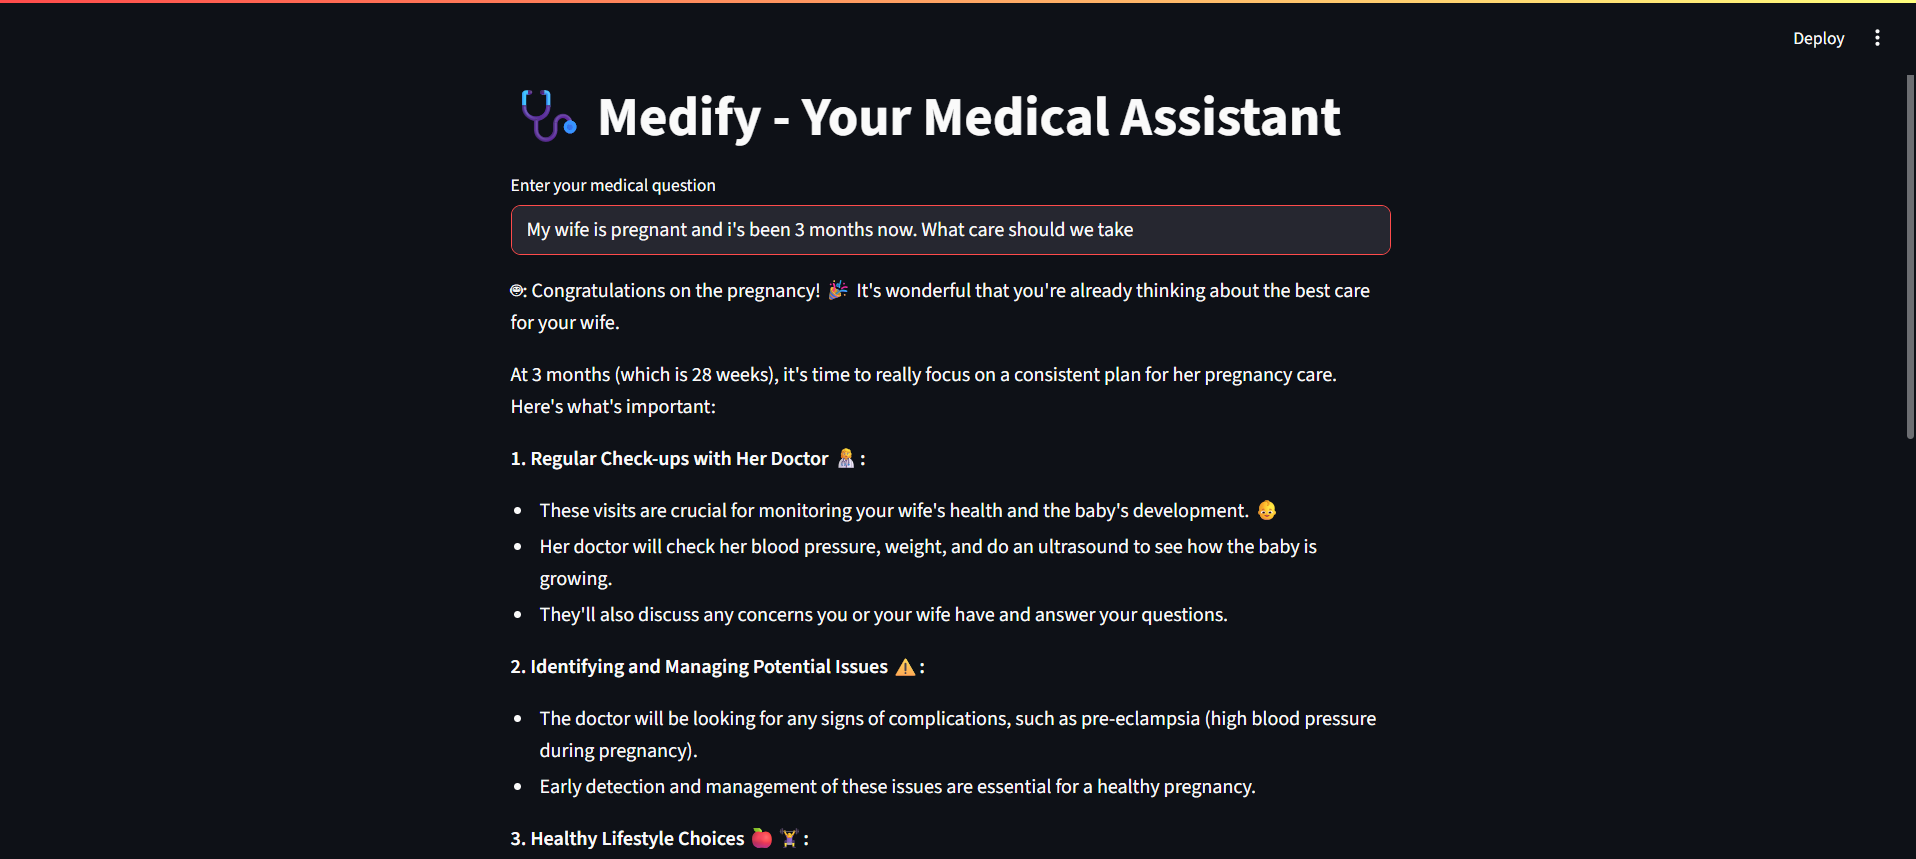 Deploy
Medify - Your Medical Assistant
Enter your medical question
My wife is pregnant and i's been 3 months now. What care should we take
🤓: Congratulations on the pregnancy! 🎉 It's wonderful that you're already thinking about the best care
for your wife.
At 3 months (which is 28 weeks), it's time to really focus on a consistent plan for her pregnancy care.
Here's what's important:
1. Regular Check-ups with Her Doctor 👩‍⚕️ :
• These visits are crucial for monitoring your wife's health and the baby's development. 👶
• Her doctor will check her blood pressure, weight, and do an ultrasound to see how the baby is
growing.
• They'll also discuss any concerns you or your wife have and answer your questions.
2. Identifying and Managing Potential Issues ⚠️ :
• The doctor will be looking for any signs of complications, such as pre-eclampsia (high blood pressure
during pregnancy).
• Early detection and management of these issues are essential for a healthy pregnancy.
3. Healthy Lifestyle Choices 🍎 🏋️‍♀️ :